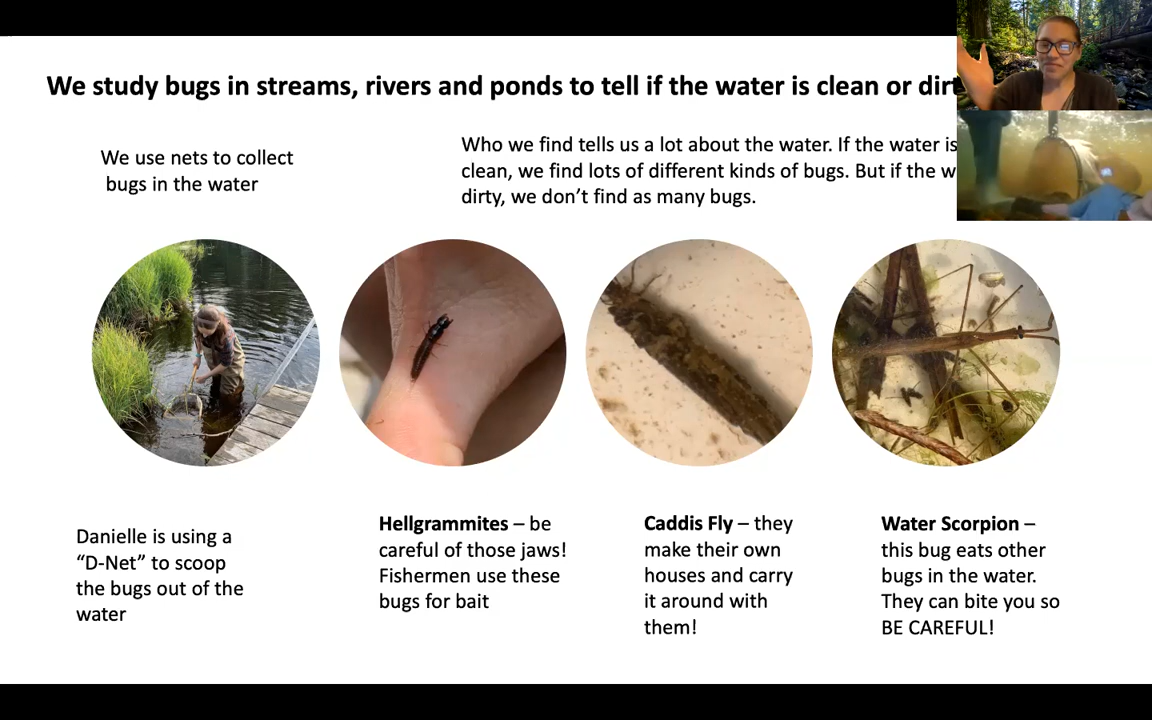 We study bugs in streams, rivers and ponds to tell if the water is clean or dirt
We use nets to collect
bugs in the water
Who we find tells us a lot about the water. If the water is
clean, we find lots of different kinds of bugs. But if the w
dirty, we don’t find as many bugs.
Danielle is using a
“D-Net” to scoop
the bugs out of the
water
Hellgrammites – be
careful of those jaws!
Fishermen use these
bugs for bait
Caddis Fly – they
make their own
houses and carry
it around with
them!
Water Scorpion –
this bug eats other
bugs in the water.
They can bite you so
BE CAREFUL!